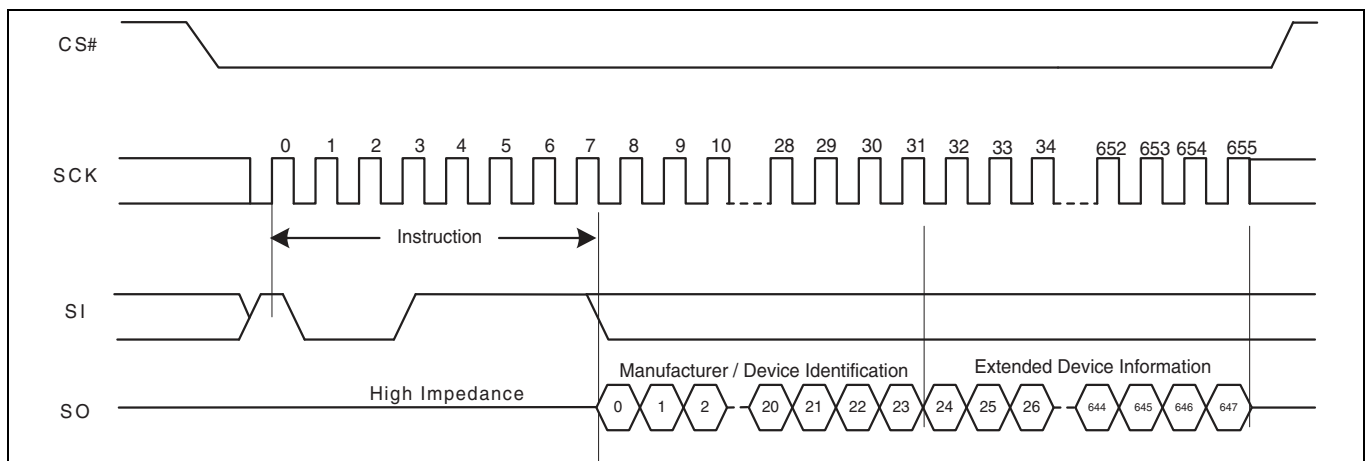 CS#
0 1 2 3 4 5 6 7 8 9 10 28 29 30 31 32 33 34 652 653 654 655
SCK
Instruction
SI
Manufacturer / Device Identification Extended Device Information
High Impedance
SO 0 1 2 20 21 22 23 24 25 26 644 645 646 647